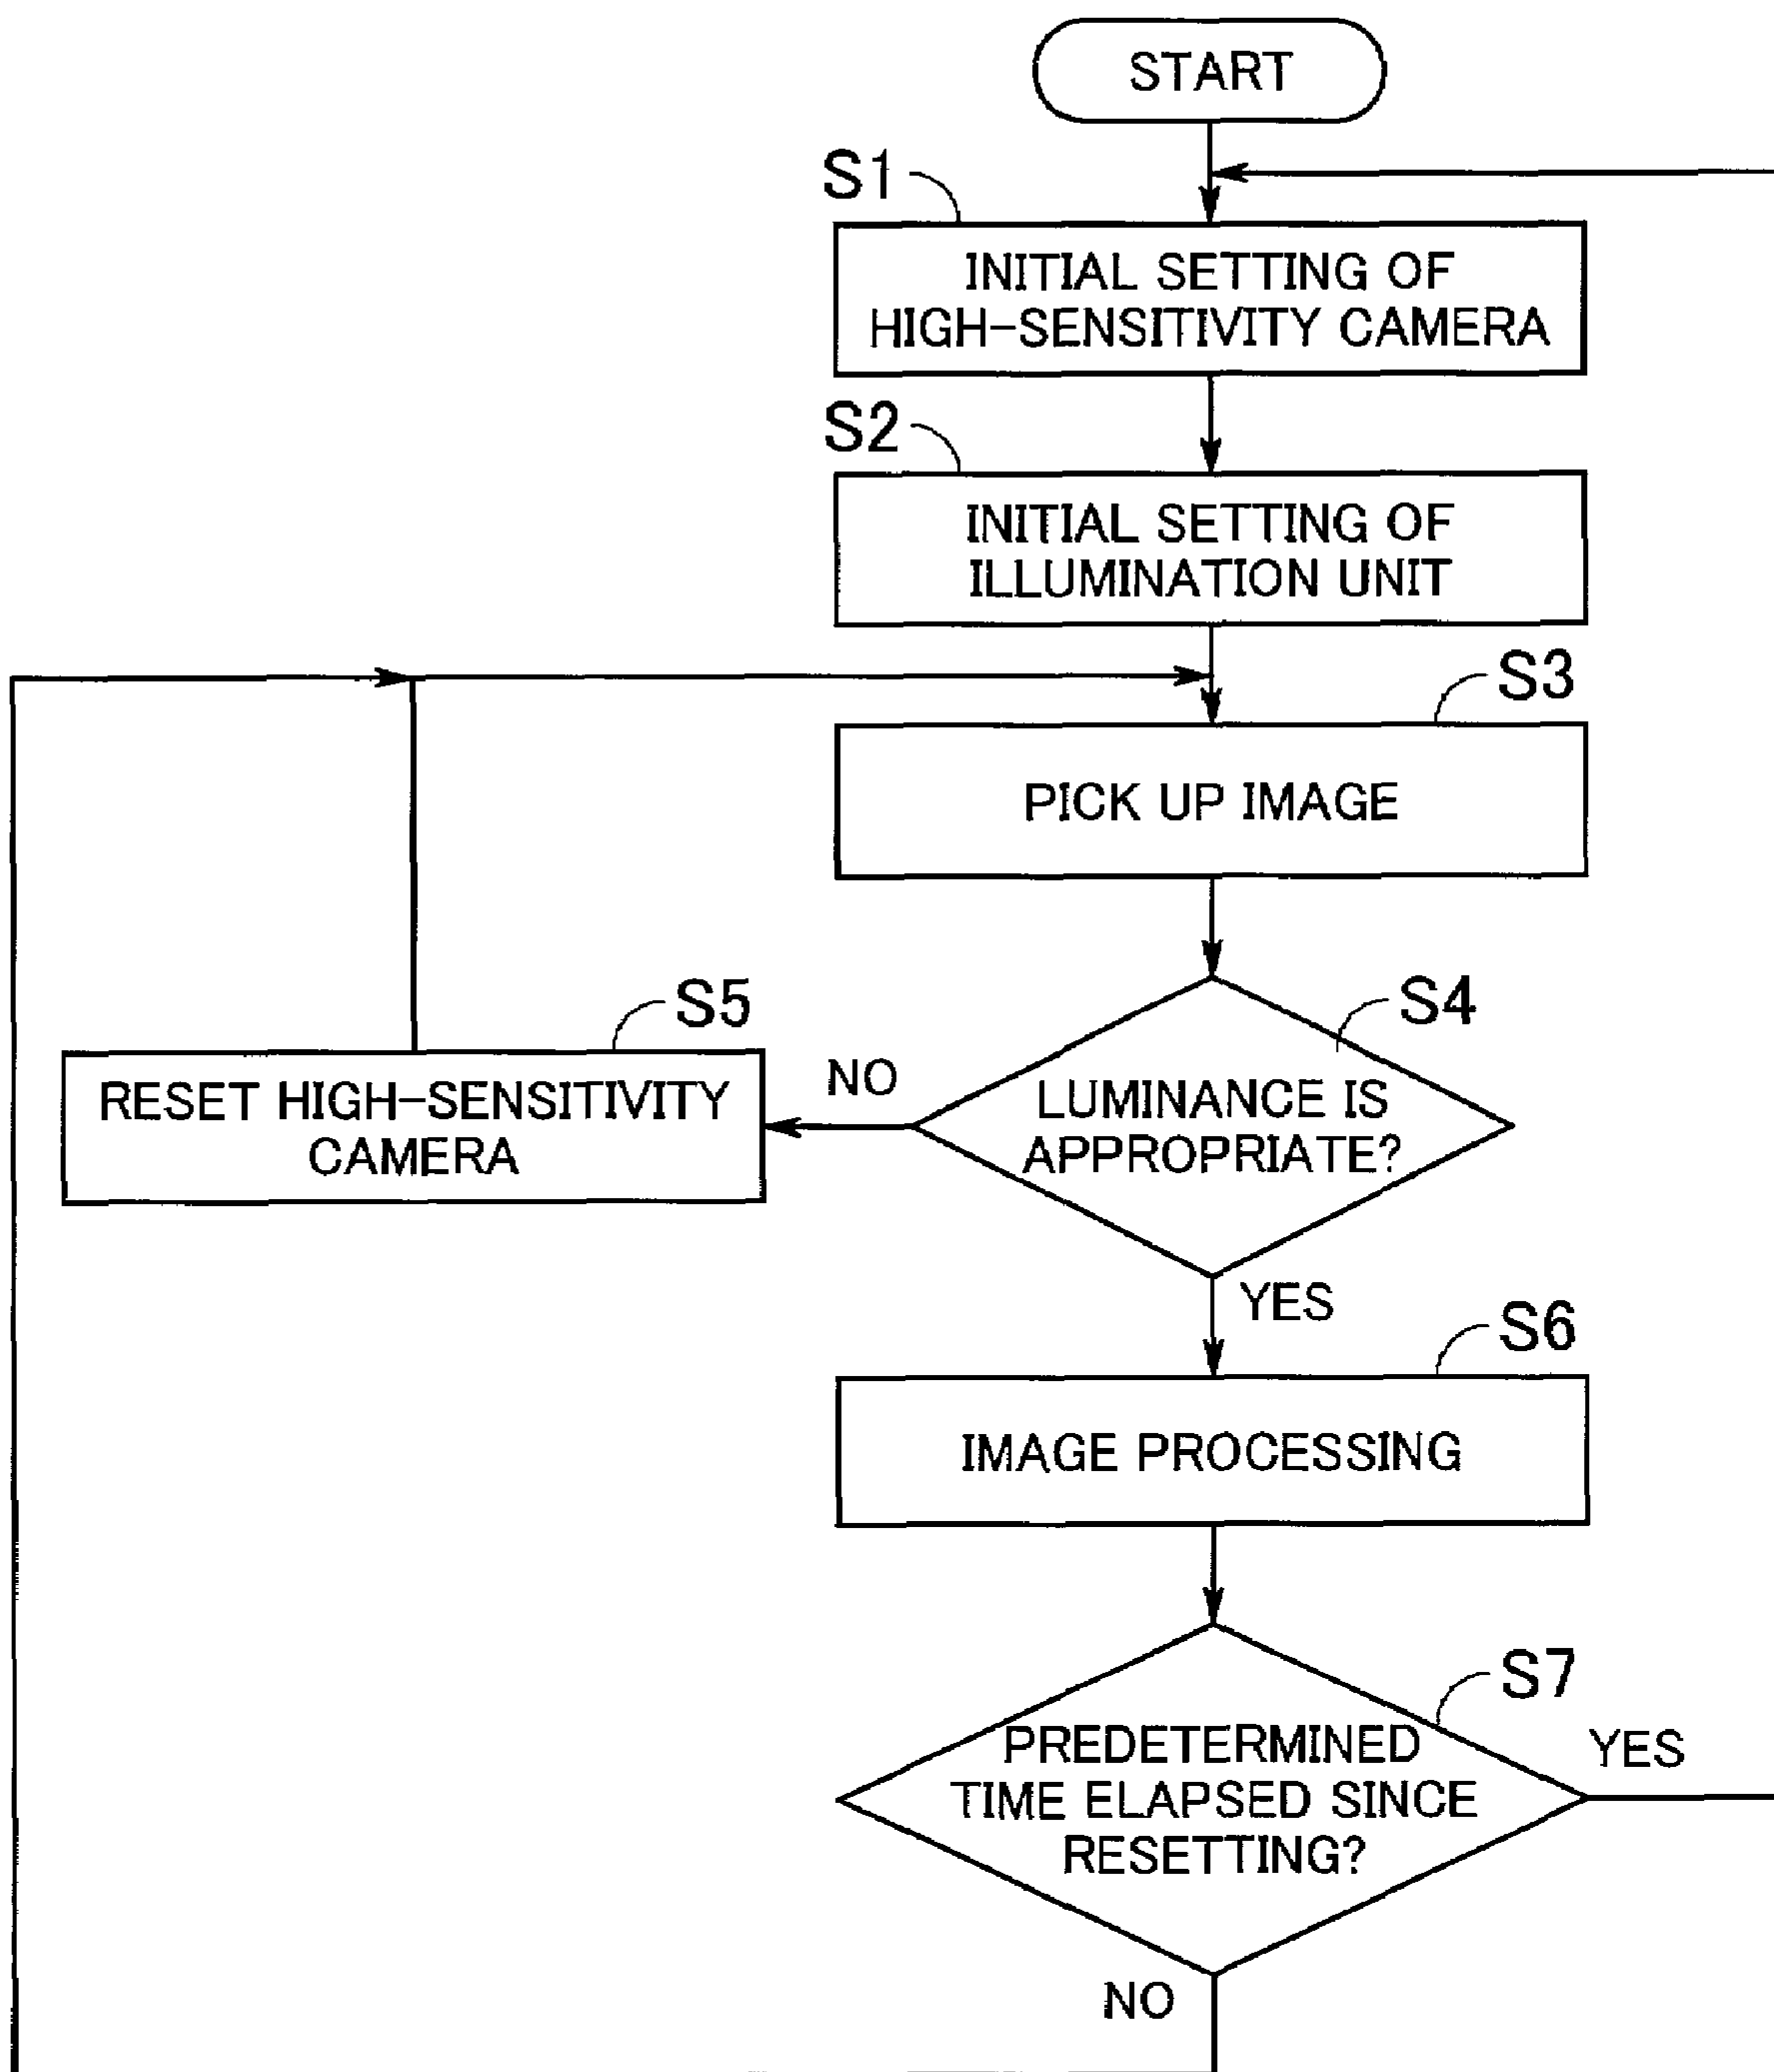 START
S1
INITIAL SETTING OF
HIGH-SENSITIVITY CAMERA
S2
INITIAL SETTING OF
ILLUMINATION UNIT
S3
PICK UP IMAGE
S4
LUMINANCE IS
APPROPRIATE?
NO
S5
RESET HIGH-SENSITIVITY
CAMERA
YES
S6
IMAGE PROCESSING
S7
PREDETERMINED
TIME ELAPSED SINCE
RESETTING?
YES
NO